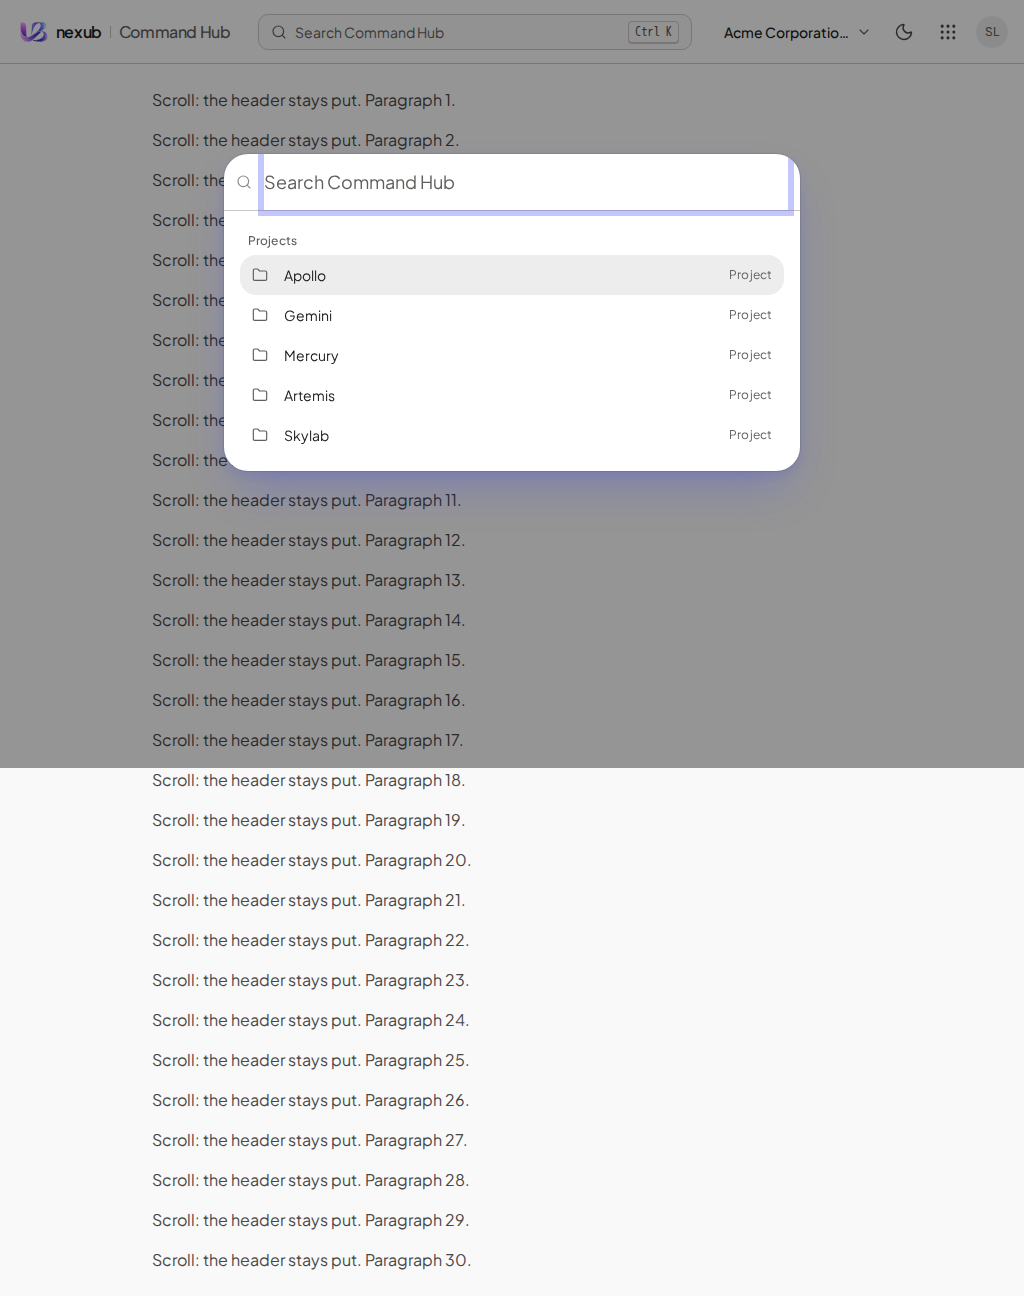 nexub Command Hub Search Command Hub Ctrl K Acme Corporatio... SL
Scroll: the header stays put. Paragraph 1.
Scroll: the header stays put. Paragraph 2.
Search Command Hub
Scroll: the
Scroll: the
Projects
Scroll: the
Apollo Project
Scroll: the
Gemini Project
Scroll: the
Mercury Project
Scroll: the
Artemis Project
Scroll: the
Skylab Project
Scroll: the
Scroll: the header stays put. Paragraph 11.
Scroll: the header stays put. Paragraph 12.
Scroll: the header stays put. Paragraph 13.
Scroll: the header stays put. Paragraph 14.
Scroll: the header stays put. Paragraph 15.
Scroll: the header stays put. Paragraph 16.
Scroll: the header stays put. Paragraph 17.
Scroll: the header stays put. Paragraph 18.
Scroll: the header stays put. Paragraph 19.
Scroll: the header stays put. Paragraph 20.
Scroll: the header stays put. Paragraph 21.
Scroll: the header stays put. Paragraph 22.
Scroll: the header stays put. Paragraph 23.
Scroll: the header stays put. Paragraph 24.
Scroll: the header stays put. Paragraph 25.
Scroll: the header stays put. Paragraph 26.
Scroll: the header stays put. Paragraph 27.
Scroll: the header stays put. Paragraph 28.
Scroll: the header stays put. Paragraph 29.
Scroll: the header stays put. Paragraph 30.